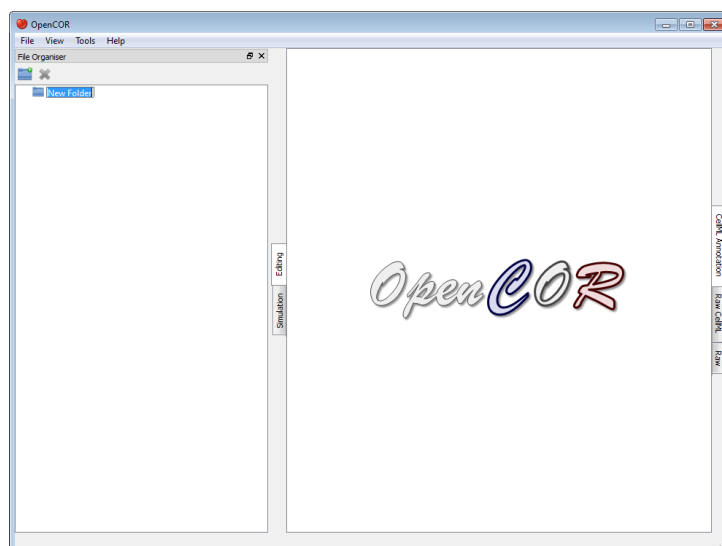 OpenCOR
File View Tools Help
File Organiser
New Folder
Editing
Simulation
OpenCOR
CellML Annotation
Raw CellML
Raw